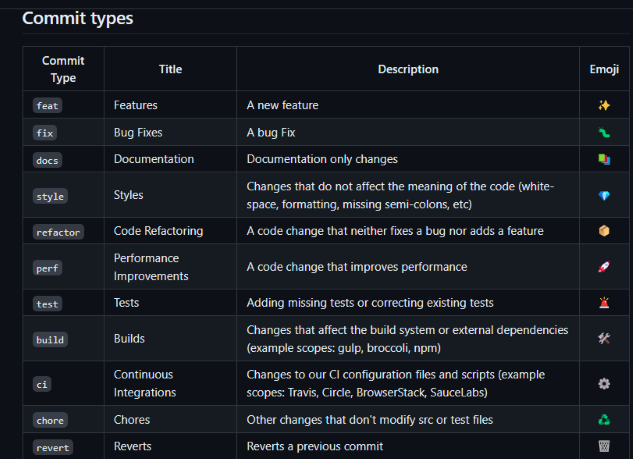 Commit types
Commit
Type
Title
Description
Emoji
feat
Features
A new feature
fix
Bug Fixes
A bug Fix
docs
Documentation
Documentation only changes
style
Styles
Changes that do not affect the meaning of the code (white-
space, formatting, missing semi-colons, etc)
refactor
Code Refactoring
A code change that neither fixes a bug nor adds a feature
perf
Performance
Improvements
A code change that improves performance
test
Tests
Adding missing tests or correcting existing tests
build
Builds
Changes that affect the build system or external dependencies
(example scopes: gulp, broccoli, npm)
ci
Continuous
Integrations
Changes to our CI configuration files and scripts (example
scopes: Travis, Circle, BrowserStack, SauceLabs)
chore
Chores
Other changes that don't modify src or test files
revert
Reverts
Reverts a previous commit